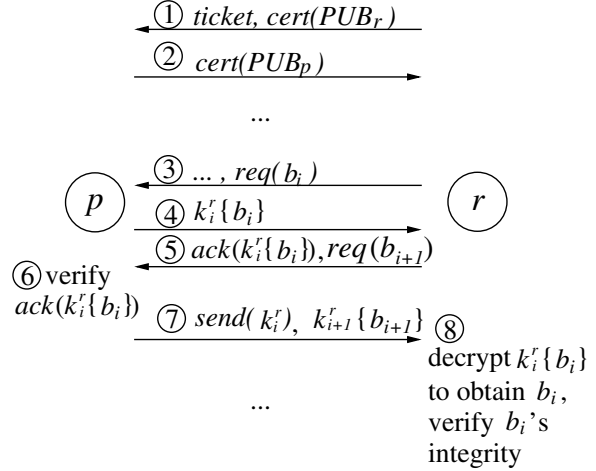 ① ticket, cert(PUB_r)
② cert(PUB_p)
...
③ ... , req(b_i)
p
r
④ k_i^r{b_i}
⑤ ack(k_i^r{b_i}), req(b_{i+1})
⑥ verify
ack(k_i^r{b_i})
⑦ send(k_i^r), k_{i+1}^r{b_{i+1}}
⑧
decrypt k_i^r{b_i}
to obtain b_i,
verify b_i's
integrity
...